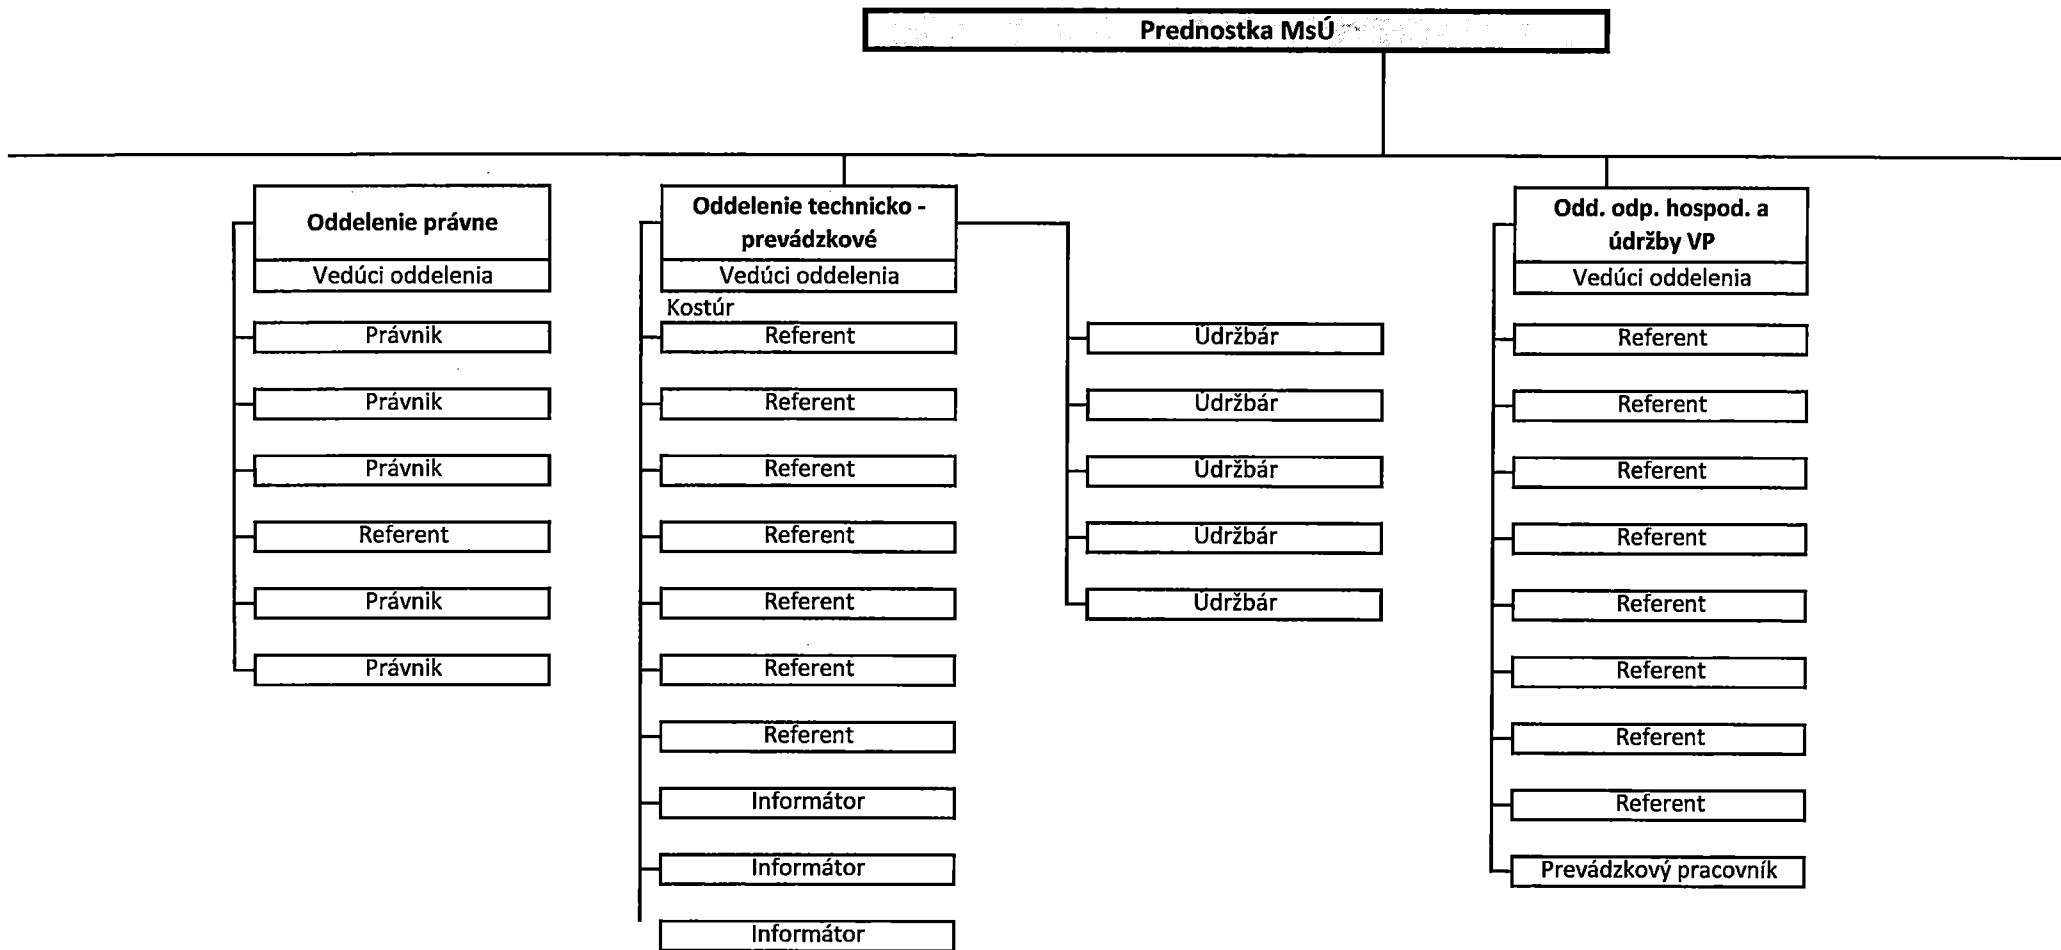 Prednostka MsÚ
Oddelenie právne
Vedúci oddelenia
Právnik
Právnik
Právnik
Referent
Právnik
Právnik
Oddelenie technicko -
prevádzkové
Vedúci oddelenia
Kostúr
Referent
Referent
Referent
Referent
Referent
Referent
Referent
Informátor
Informátor
Informátor
Údržbár
Údržbár
Údržbár
Údržbár
Údržbár
Odd. odp. hospod. a
údržby VP
Vedúci oddelenia
Referent
Referent
Referent
Referent
Referent
Referent
Referent
Referent
Prevádzkový pracovník